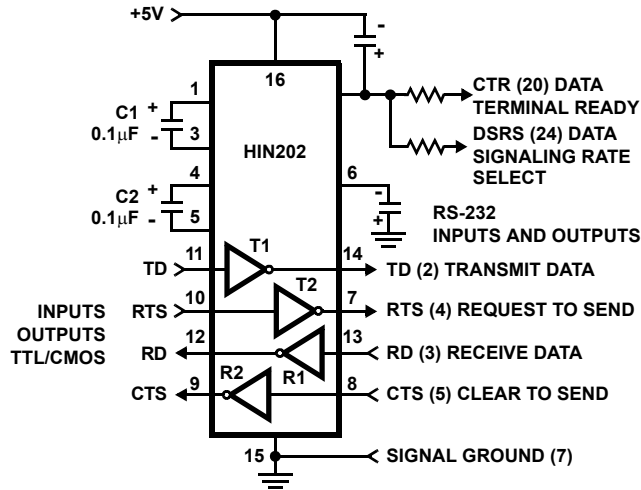 +5V
-
+
16
1
+
C1
0.1µF
-
3
HIN202
CTR (20) DATA
TERMINAL READY
DSRS (24) DATA
SIGNALING RATE
SELECT
4
+
C2
0.1µF
-
5
6
-
+
RS-232
INPUTS AND OUTPUTS
11
T1
14
TD
TD (2) TRANSMIT DATA
10
T2
7
INPUTS
OUTPUTS
TTL/CMOS
RTS
RTS (4) REQUEST TO SEND
12
13
RD
R1
RD (3) RECEIVE DATA
9
R2
8
CTS
CTS (5) CLEAR TO SEND
15
SIGNAL GROUND (7)